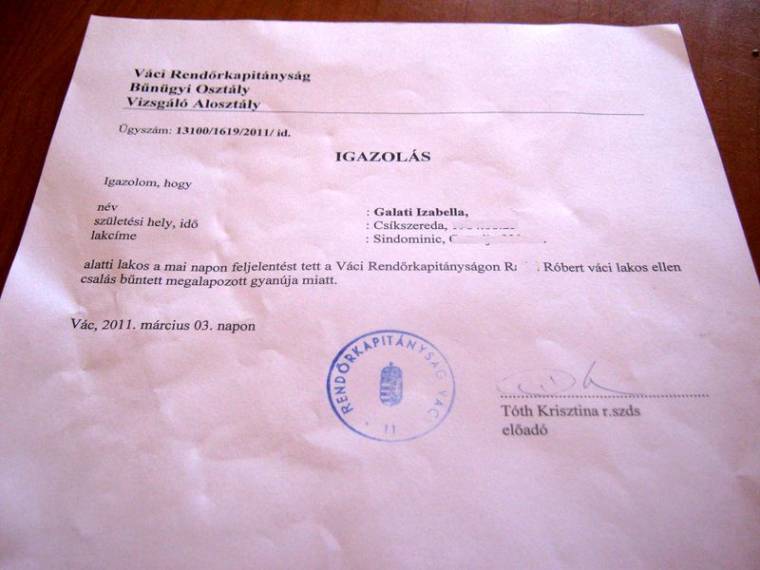 Váci Rendőrkapitányság
Bűnügyi Osztály
Vizsgáló Alosztály
Ügyszám: 13100/1619/2011/ id.
IGAZOLÁS
Igazolom, hogy
név : Galati Izabella,
születési hely, idő : Csíkszereda,
lakcíme : Sindominic,
alatti lakos a mai napon feljelentést tett a Váci Rendőrkapitányságon R Róbert váci lakos ellen
csalás bűntett megalapozott gyanúja miatt.
Vác, 2011. március 03. napon
RENDŐRKAPITÁNYSÁG VÁC
11
Tóth Krisztina r.szds
előadó